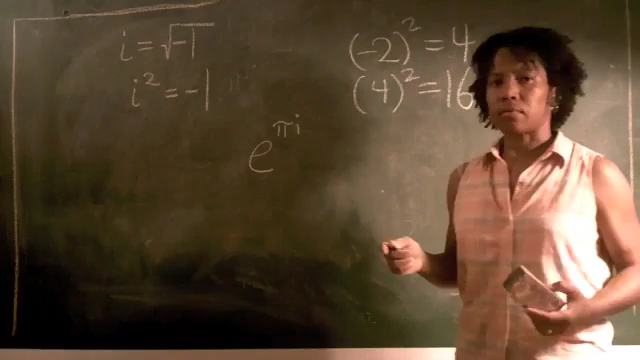 i = √-1
i² = -1
(-2)² = 4
(4)² = 16
e^πi